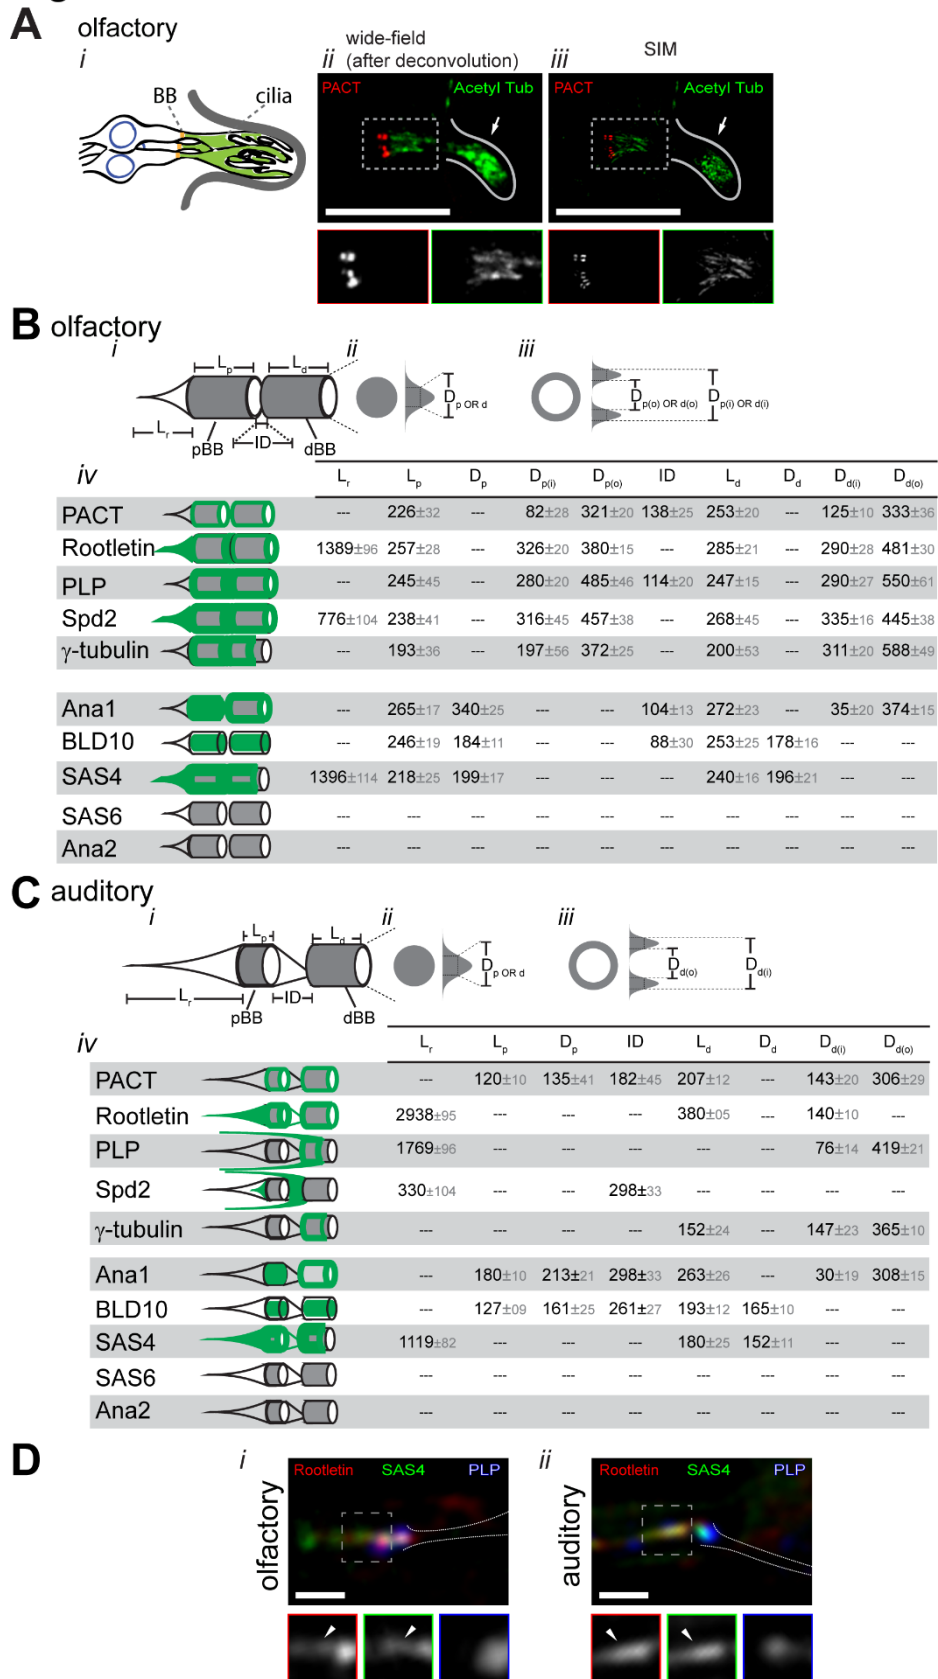 A olfactory
i
ii wide-field (after deconvolution)
iii SIM
BB cilia
PACT Acetyl Tub
PACT Acetyl Tub
B olfactory
i ii iii
Lp Ld
Lr
pBB ID dBB
Dp OR d
Dp(o) OR d(o)
Dp(i) OR d(i)
iv Lr Lp Dp Dp(i) Dp(o) ID Ld Dd Dd(i) Dd(o)
PACT --- 226±32 --- 82±28 321±20 138±25 253±20 --- 125±10 333±36
Rootletin 1389±96 257±28 --- 326±20 380±15 --- 285±21 --- 290±28 481±30
PLP --- 245±45 --- 280±20 485±46 114±20 247±15 --- 290±27 550±61
Spd2 776±104 238±41 --- 316±45 457±38 --- 268±45 --- 335±16 445±38
γ-tubulin --- 193±36 --- 197±56 372±25 --- 200±53 --- 311±20 588±49
Ana1 --- 265±17 340±25 --- --- 104±13 272±23 --- 35±20 374±15
BLD10 --- 246±19 184±11 --- --- 88±30 253±25 178±16 --- ---
SAS4 1396±114 218±25 199±17 --- --- --- 240±16 196±21 --- ---
SAS6 --- --- --- --- --- --- --- --- --- ---
Ana2 --- --- --- --- --- --- --- --- --- ---
C auditory
i ii iii
Lp Ld
Lr ID
pBB dBB
Dp OR d
Dd(o)
Dd(i)
iv Lr Lp Dp ID Ld Dd Dd(i) Dd(o)
PACT --- 120±10 135±41 182±45 207±12 --- 143±20 306±29
Rootletin 2938±95 --- --- --- 380±05 --- 140±10 ---
PLP 1769±96 --- --- --- --- --- 76±14 419±21
Spd2 330±104 --- --- 298±33 --- --- --- ---
γ-tubulin --- --- --- --- 152±24 --- 147±23 365±10
Ana1 --- 180±10 213±21 298±33 263±26 --- 30±19 308±15
BLD10 --- 127±09 161±25 261±27 193±12 165±10 --- ---
SAS4 1119±82 --- --- --- 180±25 152±11 --- ---
SAS6 --- --- --- --- --- --- --- ---
Ana2 --- --- --- --- --- --- --- ---
D
i ii
olfactory
Rootletin SAS4 PLP
auditory
Rootletin SAS4 PLP